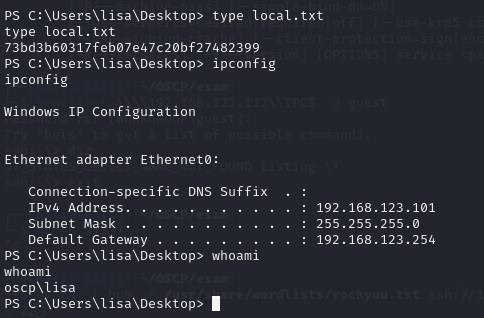 PS C:\Users\lisa\Desktop> type local.txt
type local.txt
73bd3b60317feb07e47c20bf27482399
PS C:\Users\lisa\Desktop> ipconfig
ipconfig
Windows IP Configuration
Ethernet adapter Ethernet0:
Connection-specific DNS Suffix  . :
IPv4 Address. . . . . . . . . . . : 192.168.123.101
Subnet Mask . . . . . . . . . . . : 255.255.255.0
Default Gateway . . . . . . . . . : 192.168.123.254
PS C:\Users\lisa\Desktop> whoami
whoami
oscp\lisa
PS C:\Users\lisa\Desktop>